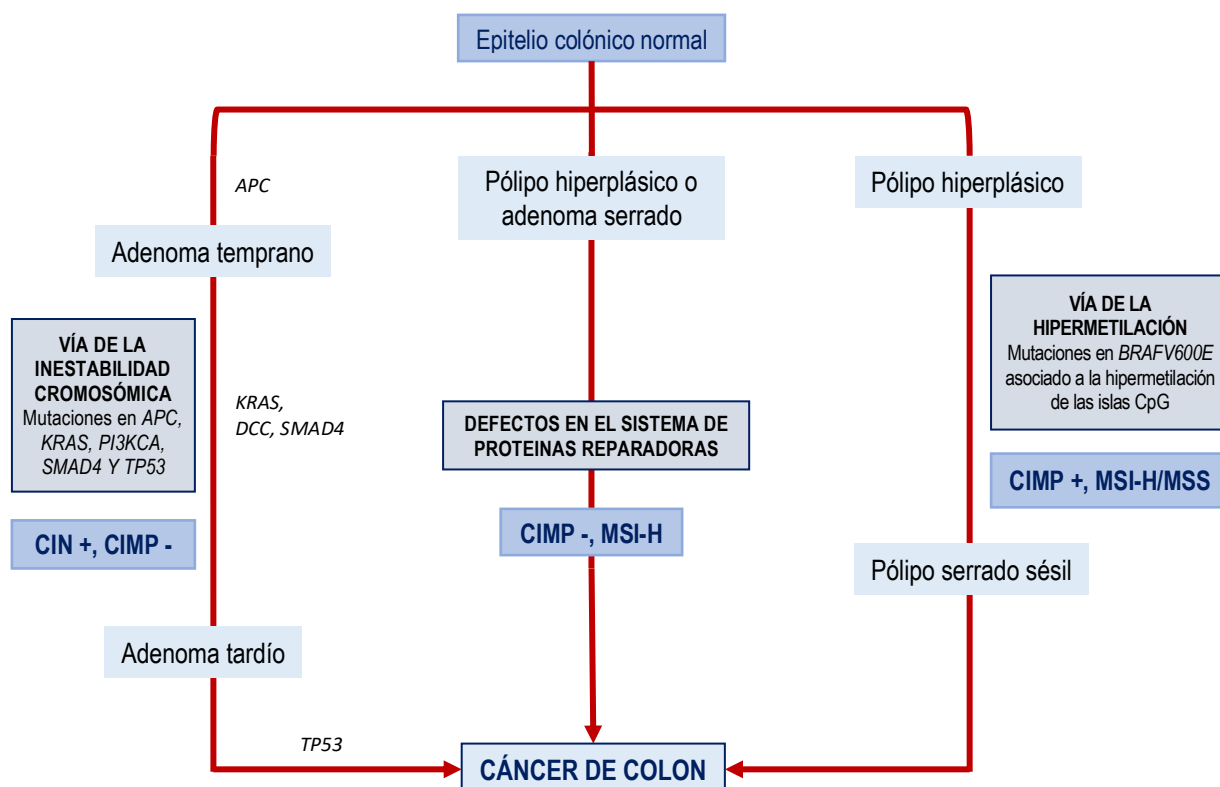 Epitelio colónico normal
APC
Adenoma temprano
VÍA DE LA
INESTABILIDAD
CROMOSÓMICA
Mutaciones en APC,
KRAS, PI3KCA,
SMAD4 Y TP53
KRAS,
DCC, SMAD4
CIN +, CIMP -
Adenoma tardío
TP53
Pólipo hiperplásico o
adenoma serrado
DEFECTOS EN EL SISTEMA DE
PROTEINAS REPARADORAS
CIMP -, MSI-H
Pólipo hiperplásico
VÍA DE LA
HIPERMETILACIÓN
Mutaciones en BRAFV600E
asociado a la hipermetilación
de las islas CpG
CIMP +, MSI-H/MSS
Pólipo serrado sésil
CÁNCER DE COLON